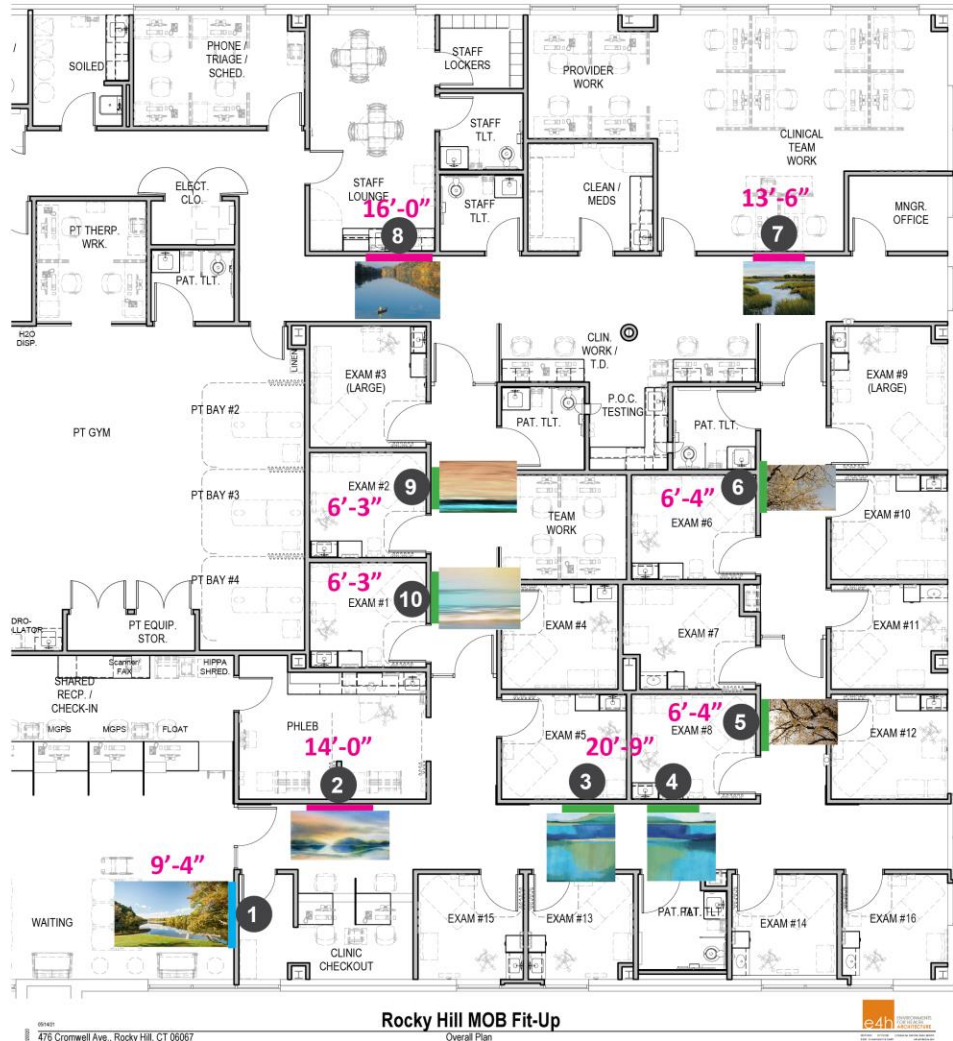 SOILED
PHONE /
TRIAGE /
SCHED.
STAFF
LOCKERS
PROVIDER
WORK
CLINICAL
TEAM
WORK
STAFF
TLT.
ELECT.
CLO.
STAFF
LOUNGE
STAFF
TLT.
CLEAN /
MEDS
MNGR.
OFFICE
16'-0”
8
13'-6”
7
PT THERP.
WRK.
PAT. TLT.
H2O
DISP.
LINEN
EXAM #3
(LARGE)
CLIN.
WORK /
T.D.
EXAM #9
(LARGE)
PT GYM
PT BAY #2
PAT. TLT.
P.O.C.
TESTING
PAT. TLT.
PT BAY #3
EXAM #2
9
6'-3”
TEAM
WORK
6'-4”
6
EXAM #6
EXAM #10
PT BAY #4
6'-3”
EXAM #1
10
PT EQUIP.
STOR.
EXAM #4
EXAM #7
EXAM #11
Scanner/
FAX
HIPPA
SHRED.
SHARED
RECP. /
CHECK-IN
MGPS
MGPS
FLOAT
PHLEB
14'-0”
2
EXAM #5
20'-9”
3
4
6'-4”
5
EXAM #8
EXAM #12
9'-4”
1
WAITING
CLINIC
CHECKOUT
EXAM #15
EXAM #13
PAT. TLT.
EXAM #14
EXAM #16
Rocky Hill MOB Fit-Up
476 Cromwell Ave., Rocky Hill, CT 06067
Overall Plan
e4h
ENVIRONMENTS
FOR HEALTH
ARCHITECTURE